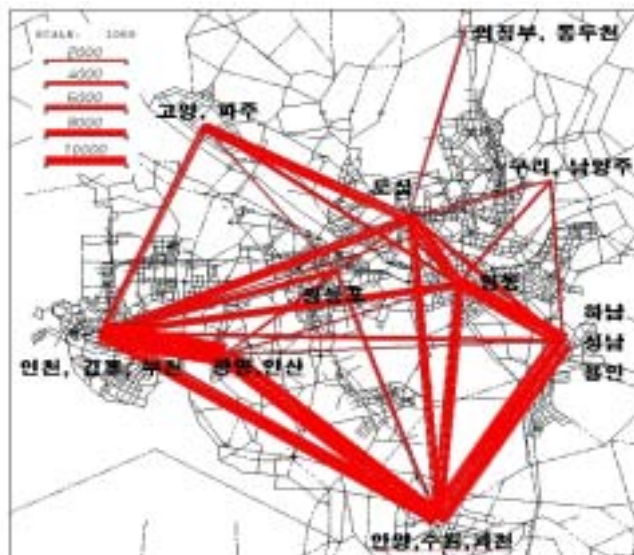 SCALE: 1000
2000
4000
6000
8000
10000
의정부, 동두천
고양, 파주
구리, 남양주
도심
영등포
하남
성남
용인
인천, 김포, 부천
광명, 안산
안양,수원,과천